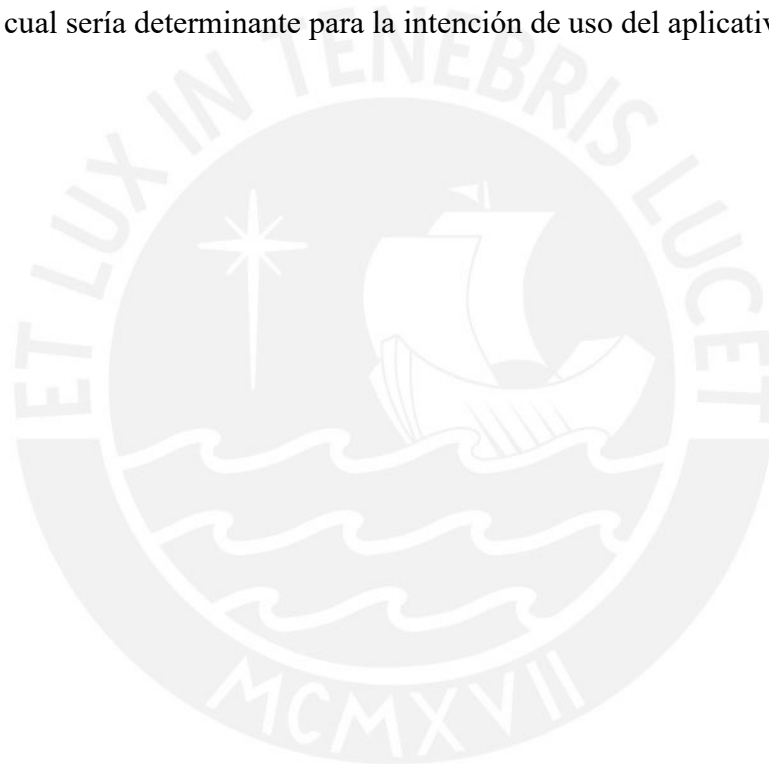 cual sería determinante para la intención de uso del
ET LUX IN TENEBRIS LUCET
MCMXVII